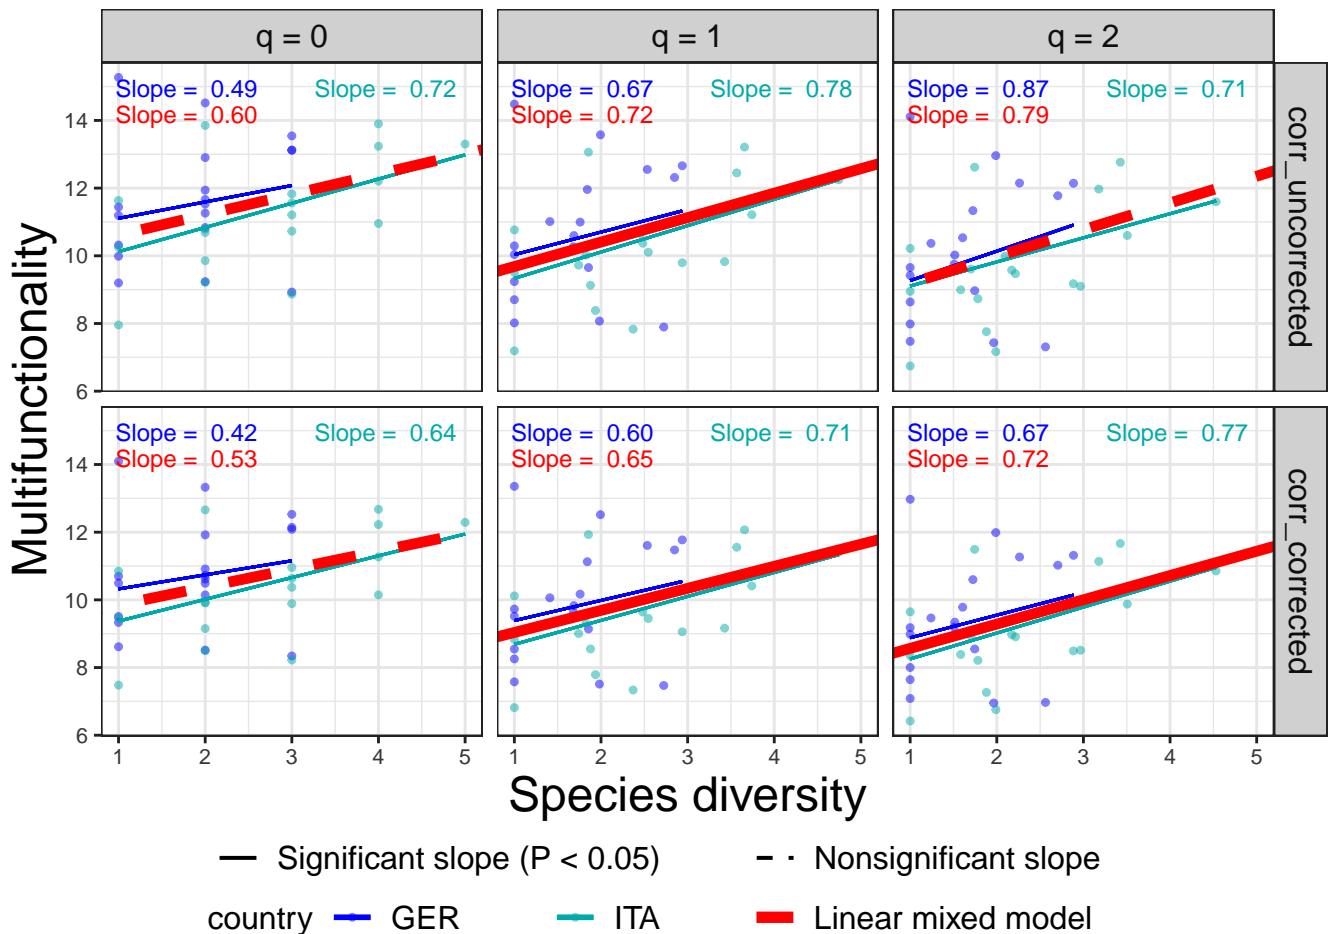 q = 0
q = 1
q = 2
Slope = 0.49
Slope = 0.72
Slope = 0.60
Slope = 0.67
Slope = 0.78
Slope = 0.72
Slope = 0.87
Slope = 0.71
Slope = 0.79
corr_uncorrected
14
12
10
8
6
Multifunctionality
Slope = 0.42
Slope = 0.64
Slope = 0.53
Slope = 0.60
Slope = 0.71
Slope = 0.65
Slope = 0.67
Slope = 0.77
Slope = 0.72
corr_corrected
14
12
10
8
6
1 2 3 4 5
1 2 3 4 5
1 2 3 4 5
Species diversity
Significant slope (P < 0.05)
Nonsignificant slope
country
GER
ITA
Linear mixed model